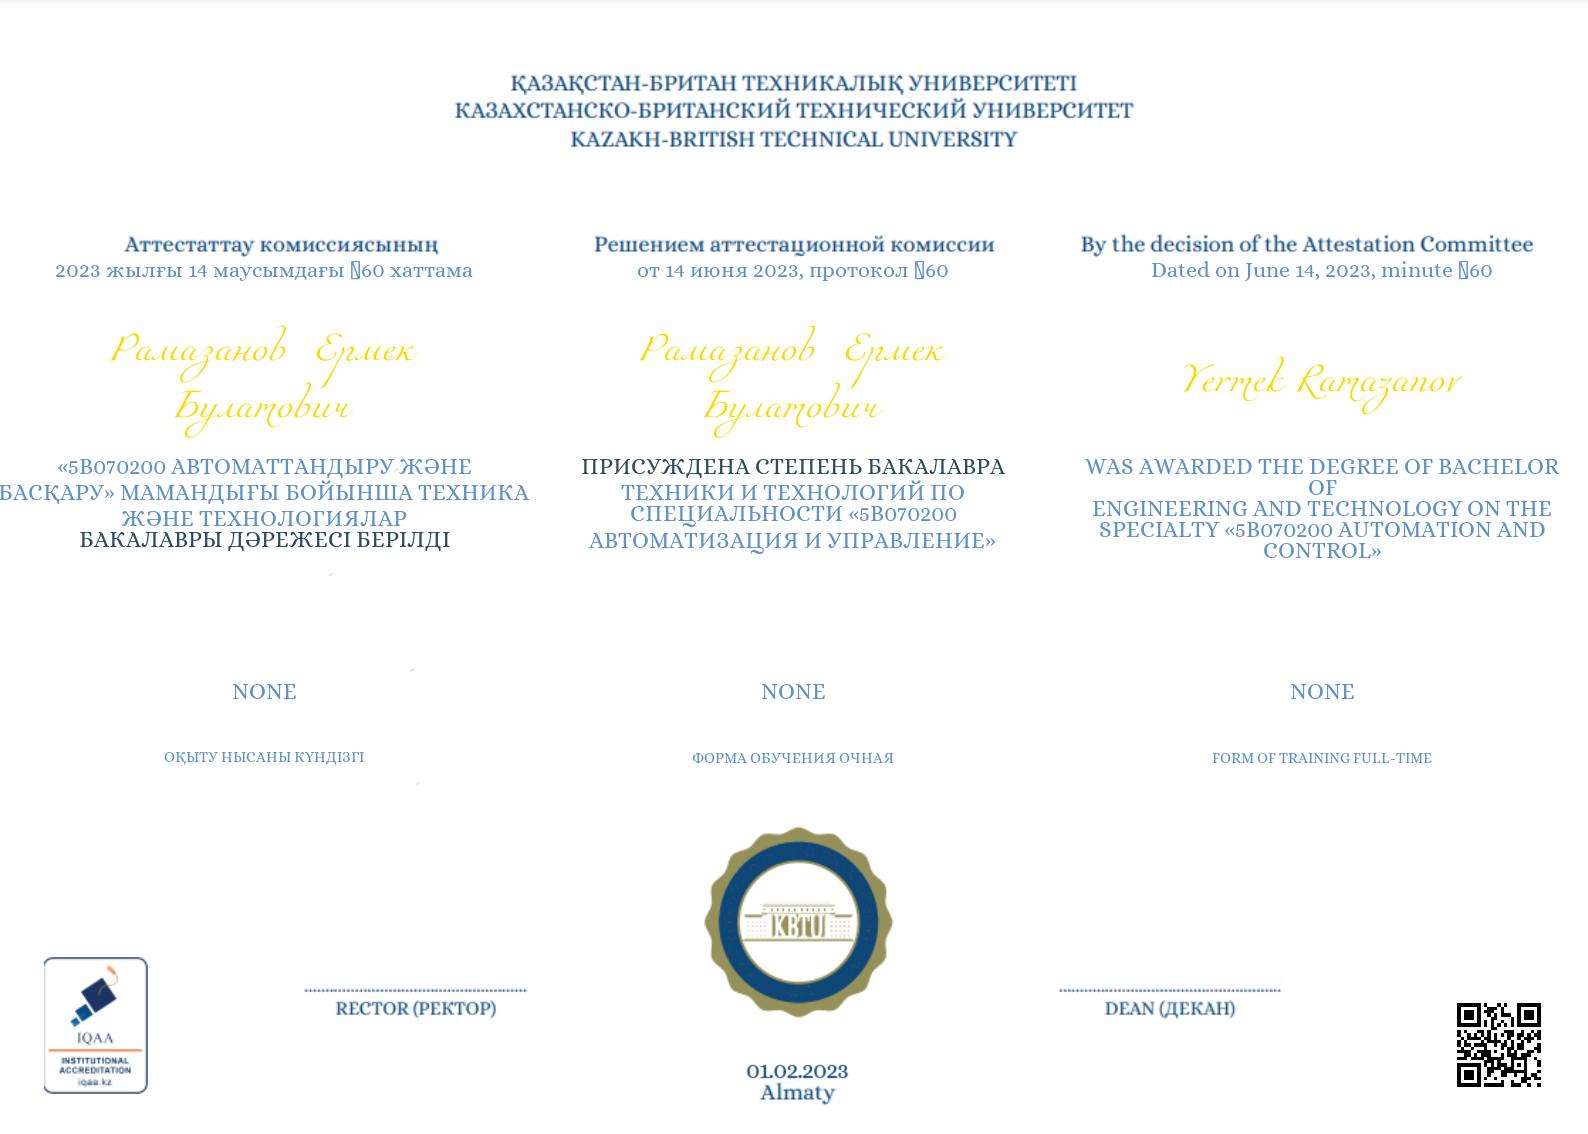 ҚАЗАҚСТАН-БРИТАН ТЕХНИКАЛЫҚ УНИВЕРСИТЕТІ
КАЗАХСТАНСКО-БРИТАНСКИЙ ТЕХНИЧЕСКИЙ УНИВЕРСИТЕТ
KAZAKH-BRITISH TECHNICAL UNIVERSITY
Аттестаттау комиссиясының
2023 жылғы 14 маусымдағы 60 хаттама
Рамазанов Ермек
Булатович
«5В070200 АВТОМАТТАНДЫРУ ЖӘНЕ
БАСҚАРУ» МАМАНДЫҒЫ БОЙЫНША ТЕХНИКА
ЖӘНЕ ТЕХНОЛОГИЯЛАР
БАКАЛАВРЫ ДӘРЕЖЕСІ БЕРІЛДІ
NONE
ОҚЫТУ НЫСАНЫ КҮНДІЗГІ
Решением аттестационной комиссии
от 14 июня 2023, протокол 60
Рамазанов Ермек
Булатович
ПРИСУЖДЕНА СТЕПЕНЬ БАКАЛАВРА
ТЕХНИКИ И ТЕХНОЛОГИЙ ПО
СПЕЦИАЛЬНОСТИ «5В070200
АВТОМАТИЗАЦИЯ И УПРАВЛЕНИЕ»
NONE
ФОРМА ОБУЧЕНИЯ ОЧНАЯ
By the decision of the Attestation Committee
Dated on June 14, 2023, minute 60
Yermek Ramazanov
WAS AWARDED THE DEGREE OF BACHELOR
OF
ENGINEERING AND TECHNOLOGY ON THE
SPECIALTY «5B070200 AUTOMATION AND
CONTROL»
NONE
FORM OF TRAINING FULL-TIME
KBTU
IQAA
INSTITUTIONAL
ACCREDITATION
iqaa.kz
RECTOR (РЕКТОР)
DEAN (ДЕКАН)
01.02.2023
Almaty